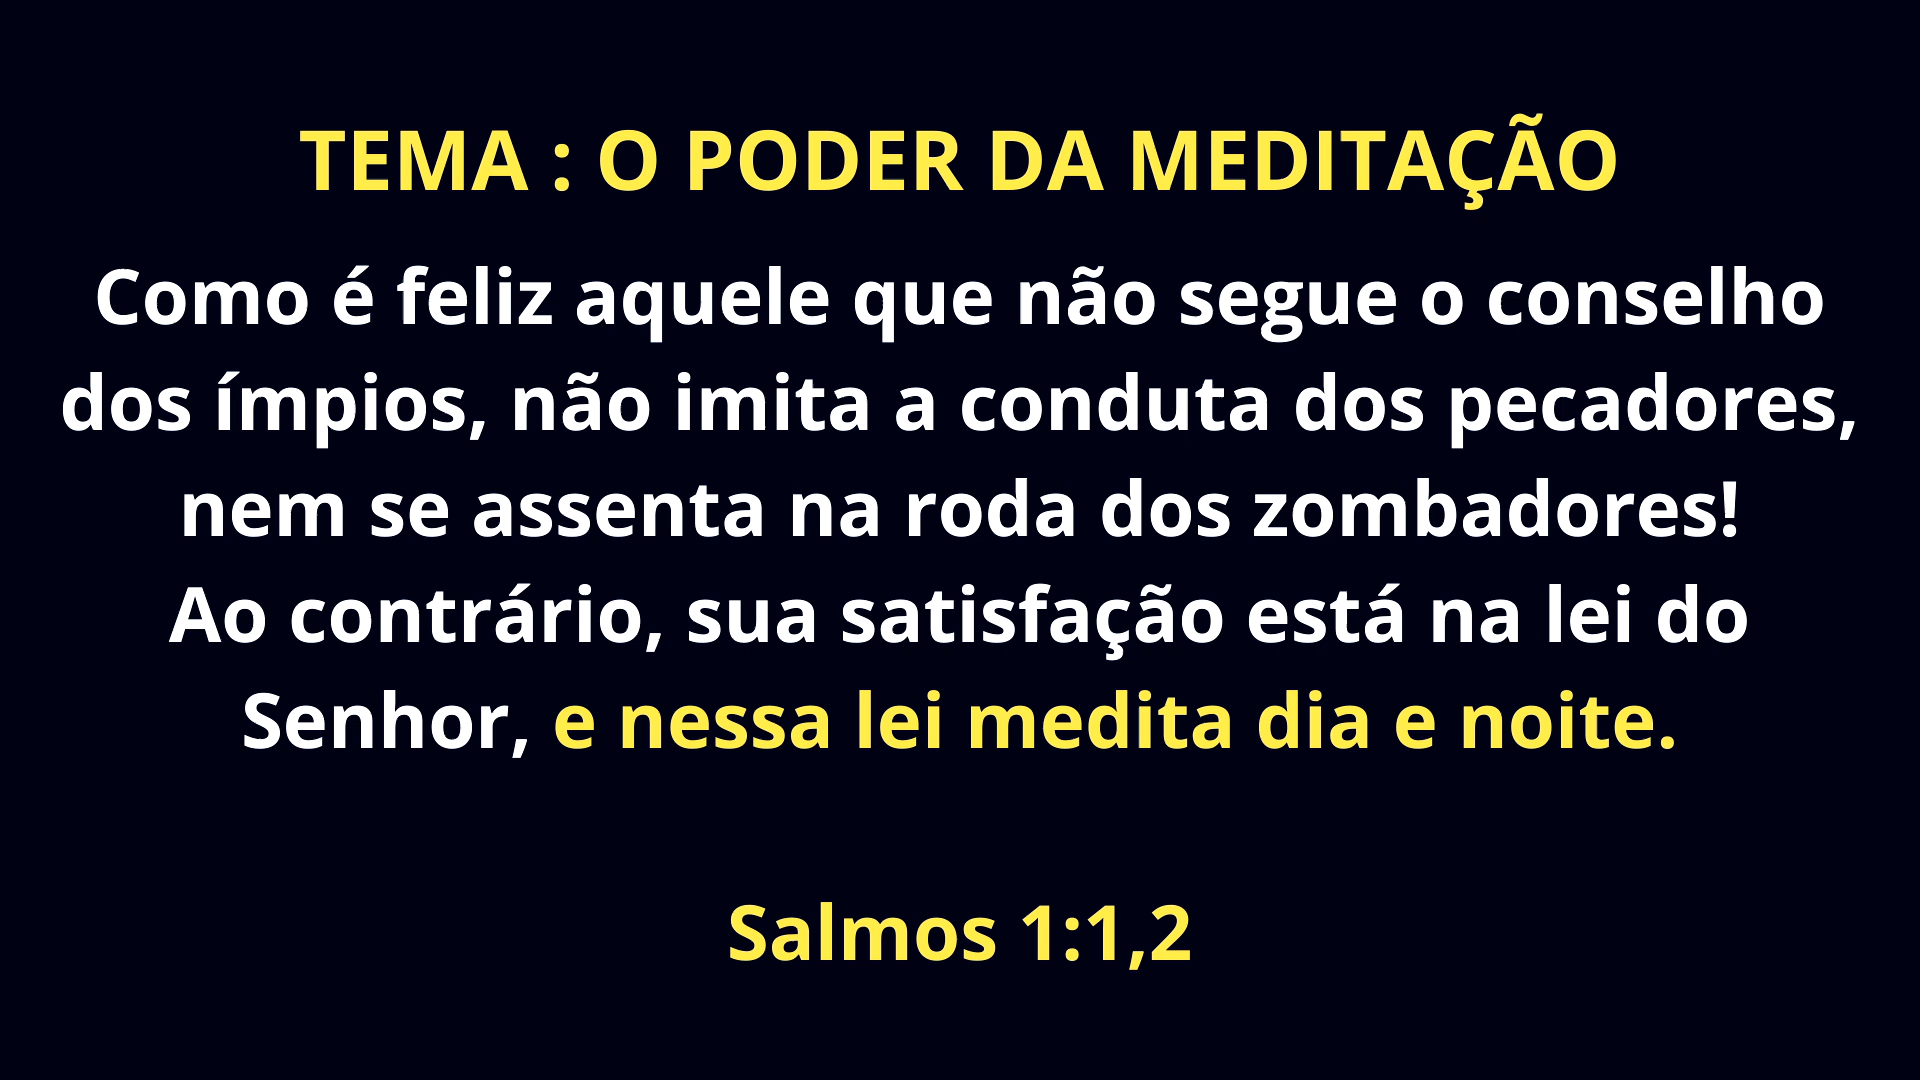 TEMA : O PODER DA MEDITAÇÃO
Como é feliz aquele que não segue o conselho
dos ímpios, não imita a conduta dos pecadores,
nem se assenta na roda dos zombadores!
Ao contrário, sua satisfação está na lei do
Senhor, e nessa lei medita dia e noite.
Salmos 1:1,2